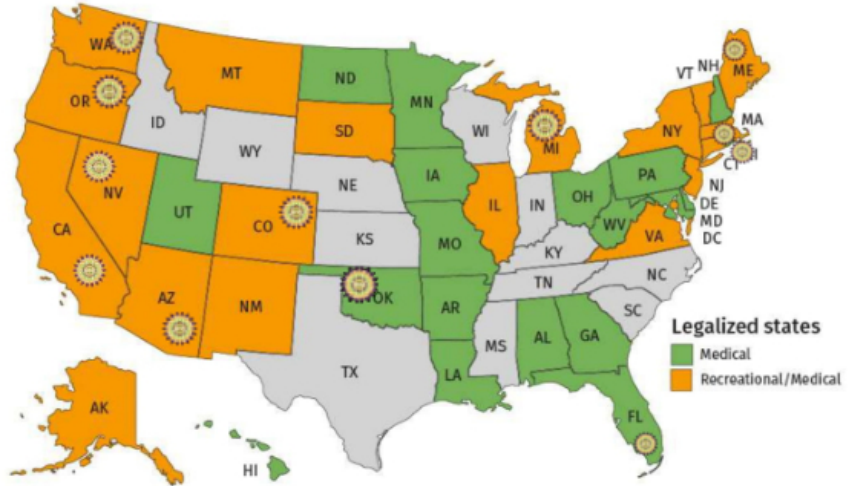 WA
MT
ND
MN
VT
NH
ME
OR
ID
SD
WI
MI
NY
MA
WY
CT
NV
NE
IA
PA
NJ
UT
CO
IL
IN
OH
DE
CA
KS
MO
WV
VA
MD
DC
KY
AZ
NM
OK
AR
TN
NC
SC
MS
AL
GA
TX
LA
FL
AK
HI
Legalized states
Medical
Recreational/Medical